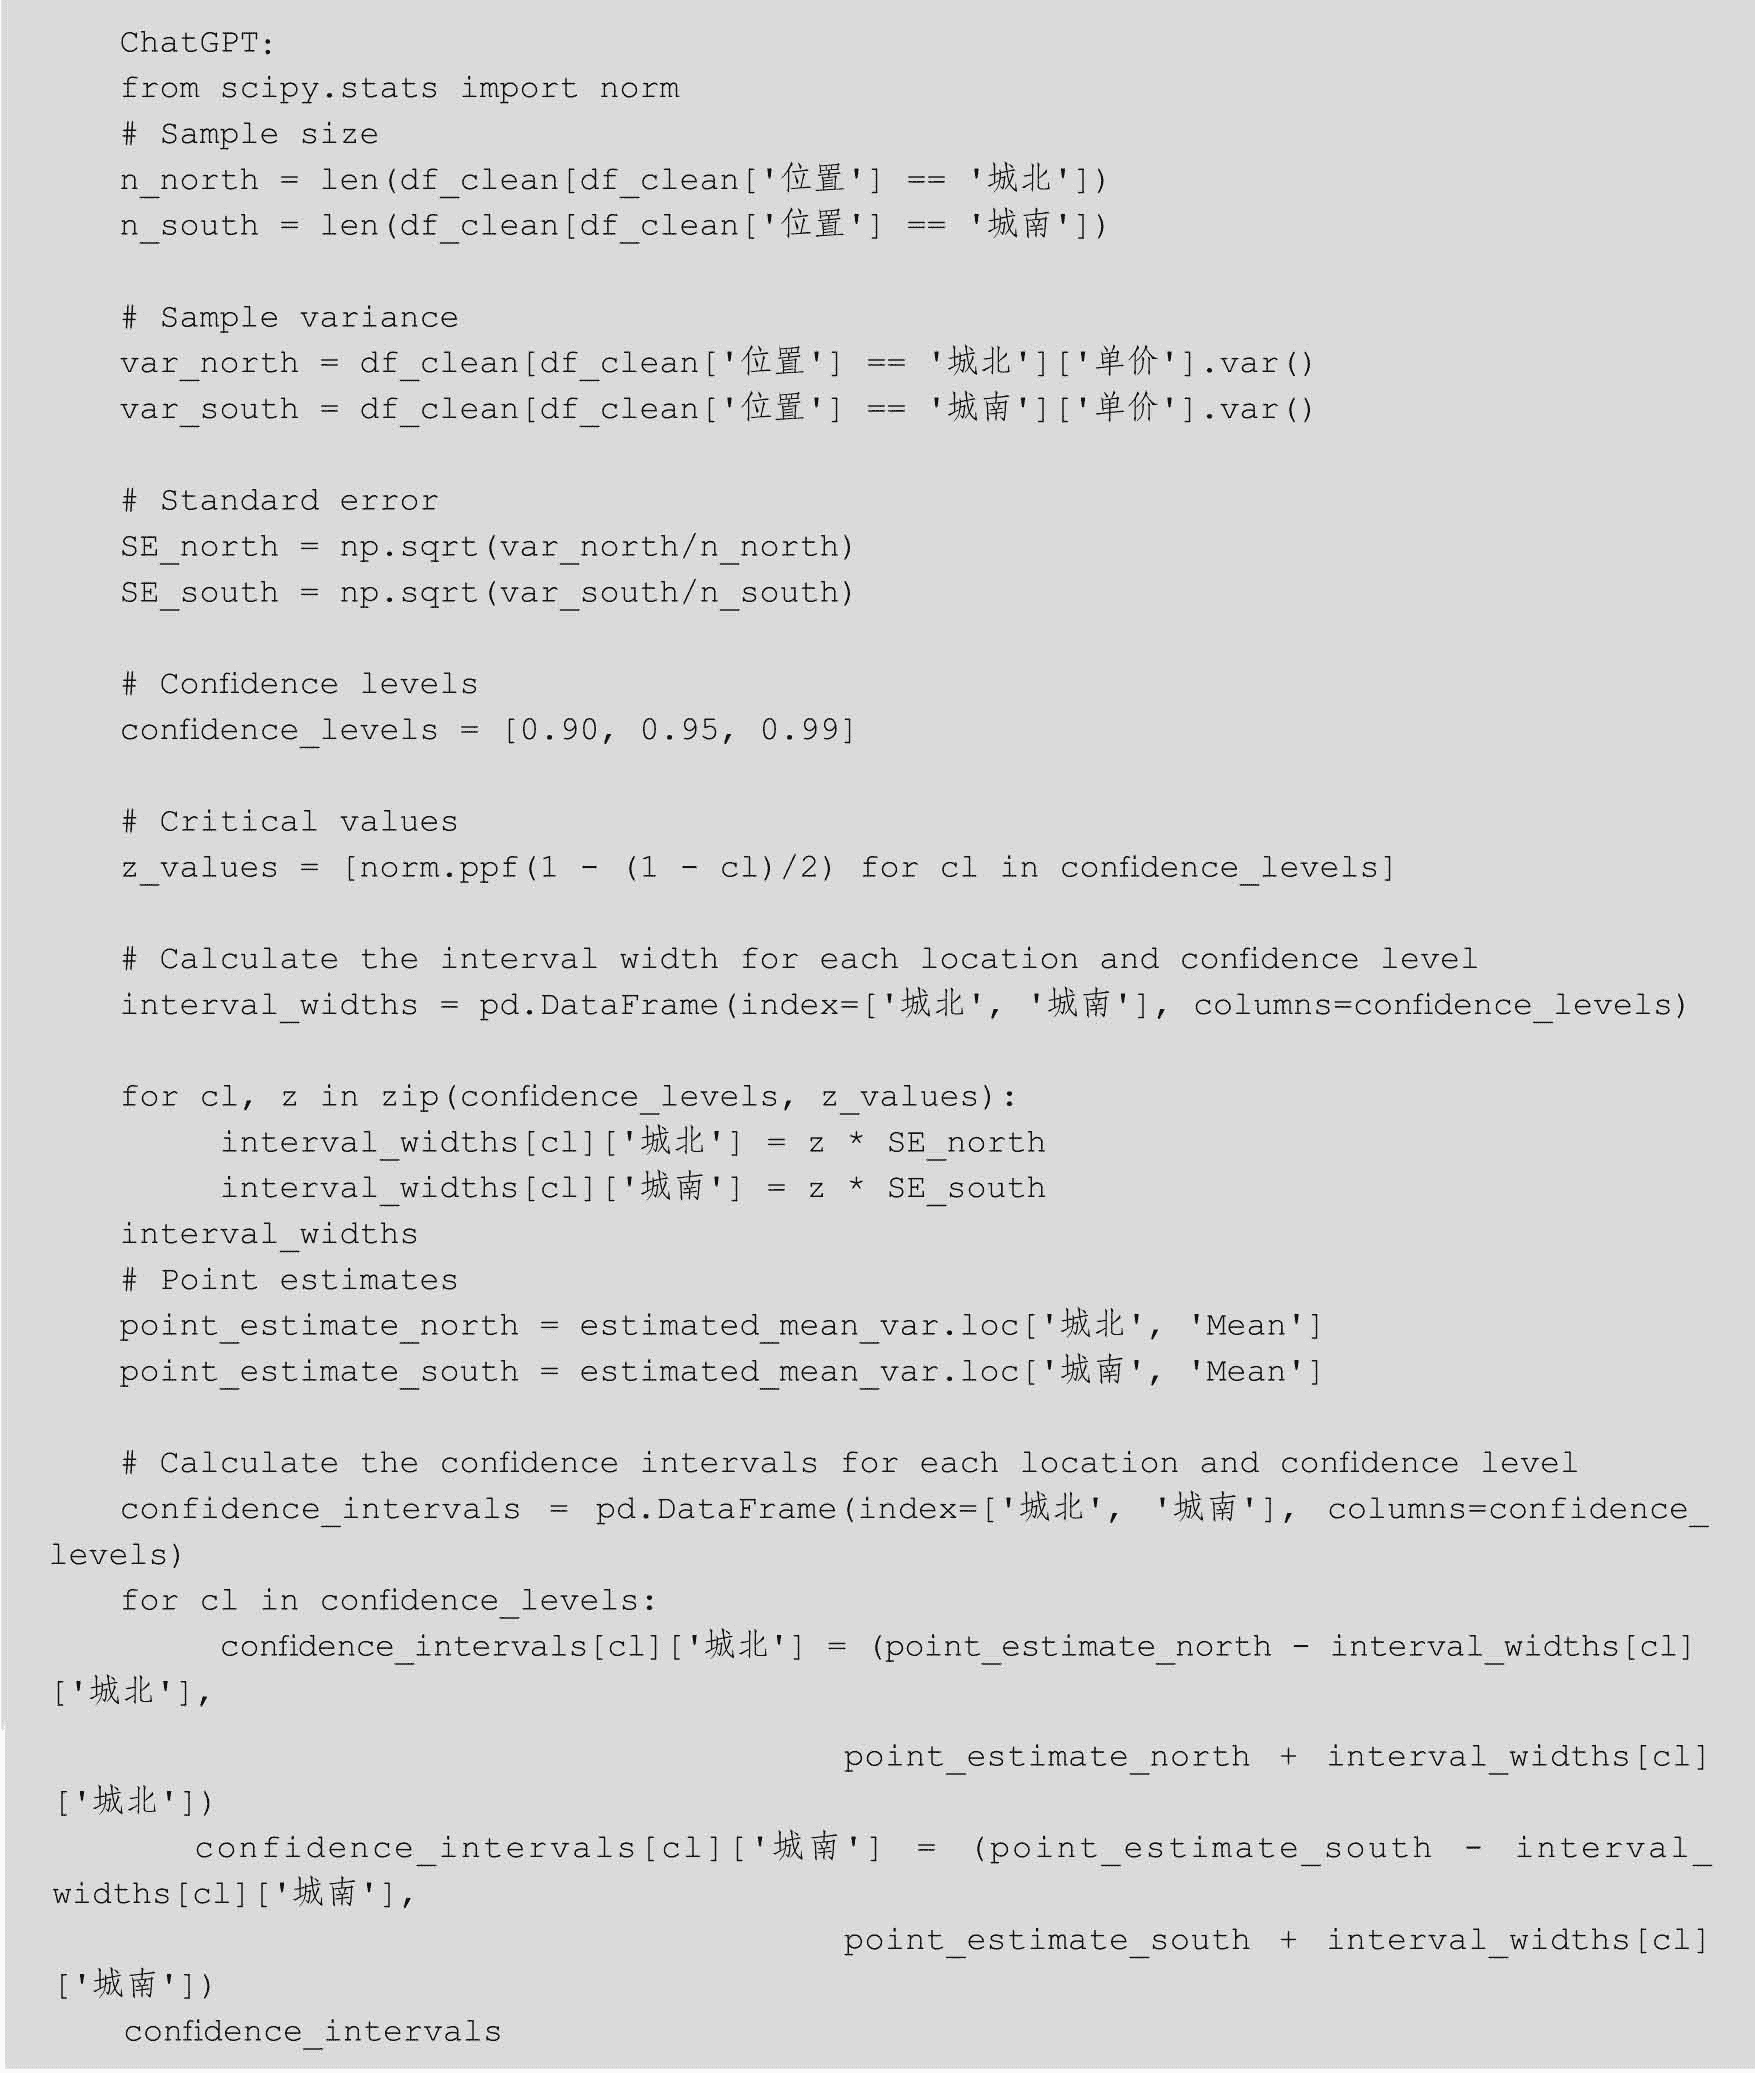 ChatGPT:
from scipy.stats import norm
# Sample size
n_north = len(df_clean[df_clean['位置'] == '城北'])
n_south = len(df_clean[df_clean['位置'] == '城南'])

# Sample variance
var_north = df_clean[df_clean['位置'] == '城北']['单价'].var()
var_south = df_clean[df_clean['位置'] == '城南']['单价'].var()

# Standard error
SE_north = np.sqrt(var_north/n_north)
SE_south = np.sqrt(var_south/n_south)

# Confidence levels
confidence_levels = [0.90, 0.95, 0.99]

# Critical values
z_values = [norm.ppf(1 - (1 - cl)/2) for cl in confidence_levels]

# Calculate the interval width for each location and confidence level
interval_widths = pd.DataFrame(index=['城北', '城南'], columns=confidence_levels)

for cl, z in zip(confidence_levels, z_values):
     interval_widths[cl]['城北'] = z * SE_north
     interval_widths[cl]['城南'] = z * SE_south
interval_widths
# Point estimates
point_estimate_north = estimated_mean_var.loc['城北', 'Mean']
point_estimate_south = estimated_mean_var.loc['城南', 'Mean']

# Calculate the confidence intervals for each location and confidence level
confidence_intervals = pd.DataFrame(index=['城北', '城南'], columns=confidence_
levels)
for cl in confidence_levels:
     confidence_intervals[cl]['城北'] = (point_estimate_north - interval_widths[cl]
['城北'],
point_estimate_north + interval_widths[cl]
['城北'])
confidence_intervals[cl]['城南'] = (point_estimate_south - interval_
widths[cl]['城南'],
point_estimate_south + interval_widths[cl]
['城南'])
confidence_intervals